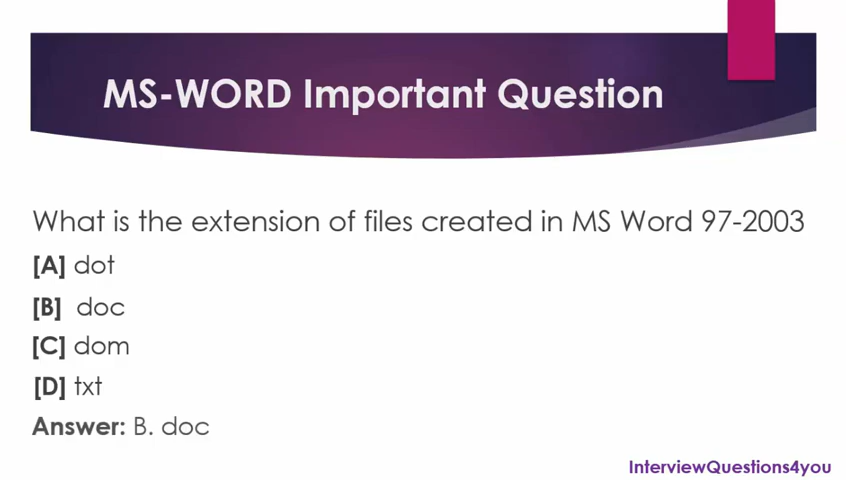 MS-WORD Important Question
What is the extension of files created in MS Word 97-2003
[A] dot
[B] doc
[C] dom
[D] txt
Answer: B. doc
InterviewQuestions4you